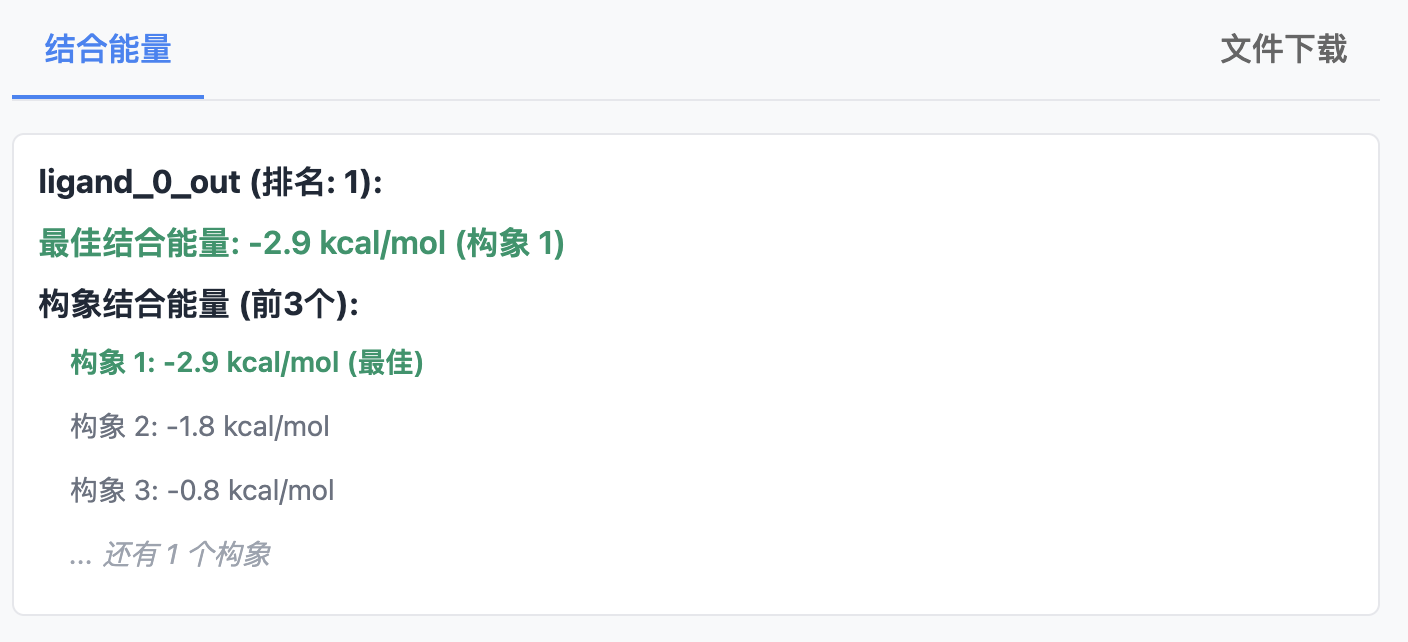 结合能量
文件下载
ligand_0_out (排名: 1):
最佳结合能量: -2.9 kcal/mol (构象 1)
构象结合能量 (前3个):
构象 1: -2.9 kcal/mol (最佳)
构象 2: -1.8 kcal/mol
构象 3: -0.8 kcal/mol
... 还有 1 个构象